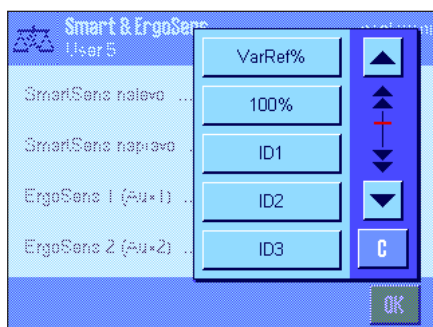 Smart & ErgoSens
User 5
SmartSens nalevo ...
SmartSens napravo .
ErgoSens 1 (Aux1) ..
ErgoSens 2 (Aux2) ..
VarRef%
100%
ID1
ID2
ID3
C
OK